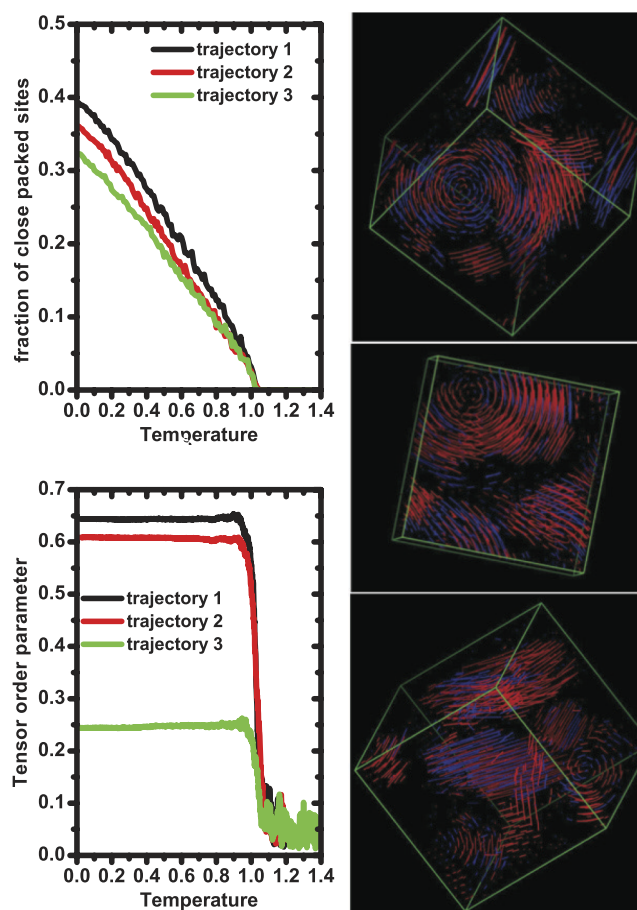 0.5
0.4
0.3
0.2
0.1
0.0
fraction of close packed sites
trajectory 1
trajectory 2
trajectory 3
0.0 0.2 0.4 0.6 0.8 1.0 1.2 1.4
Temperature
0.7
0.6
0.5
0.4
0.3
0.2
0.1
0.0
Tensor order parameter
trajectory 1
trajectory 2
trajectory 3
0.0 0.2 0.4 0.6 0.8 1.0 1.2 1.4
Temperature